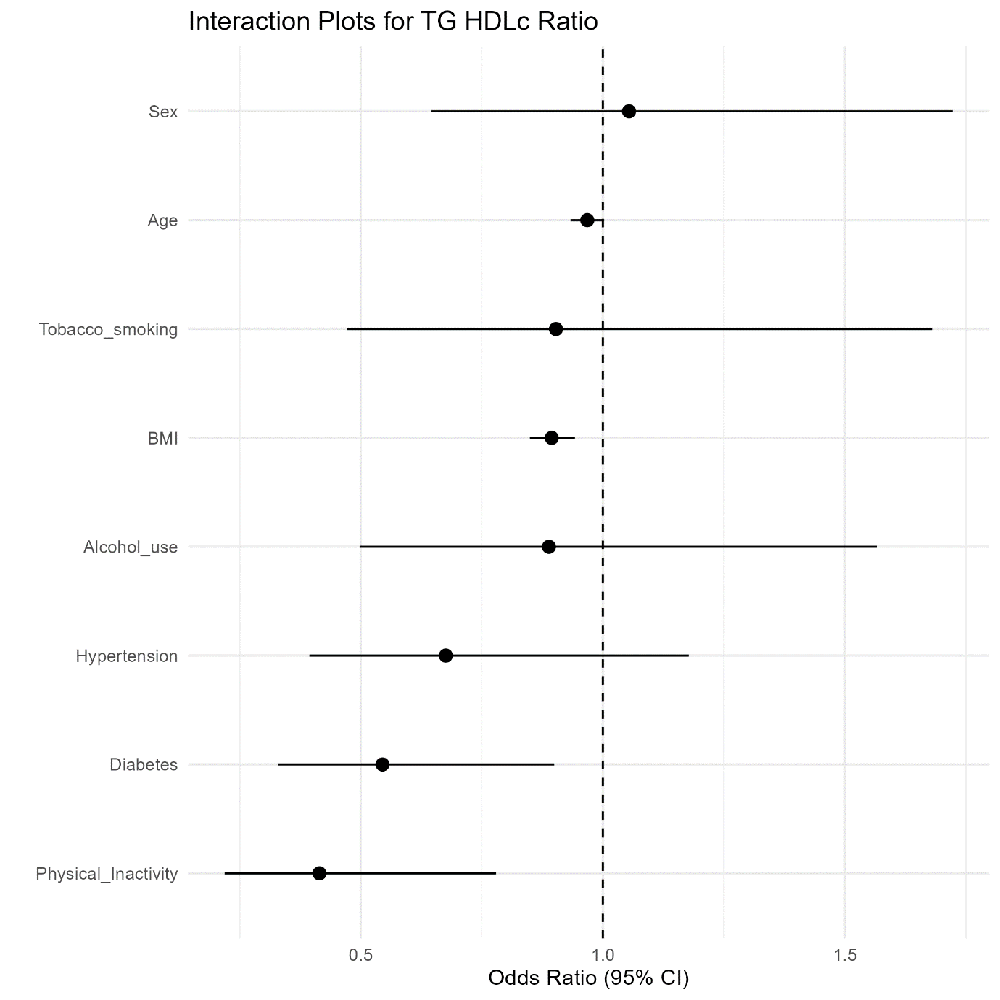 Interaction Plots for TG HDLc Ratio
Sex
Age
Tobacco_smoking
BMI
Alcohol_use
Hypertension
Diabetes
Physical_Inactivity
0.5 1.0 1.5
Odds Ratio (95% CI)